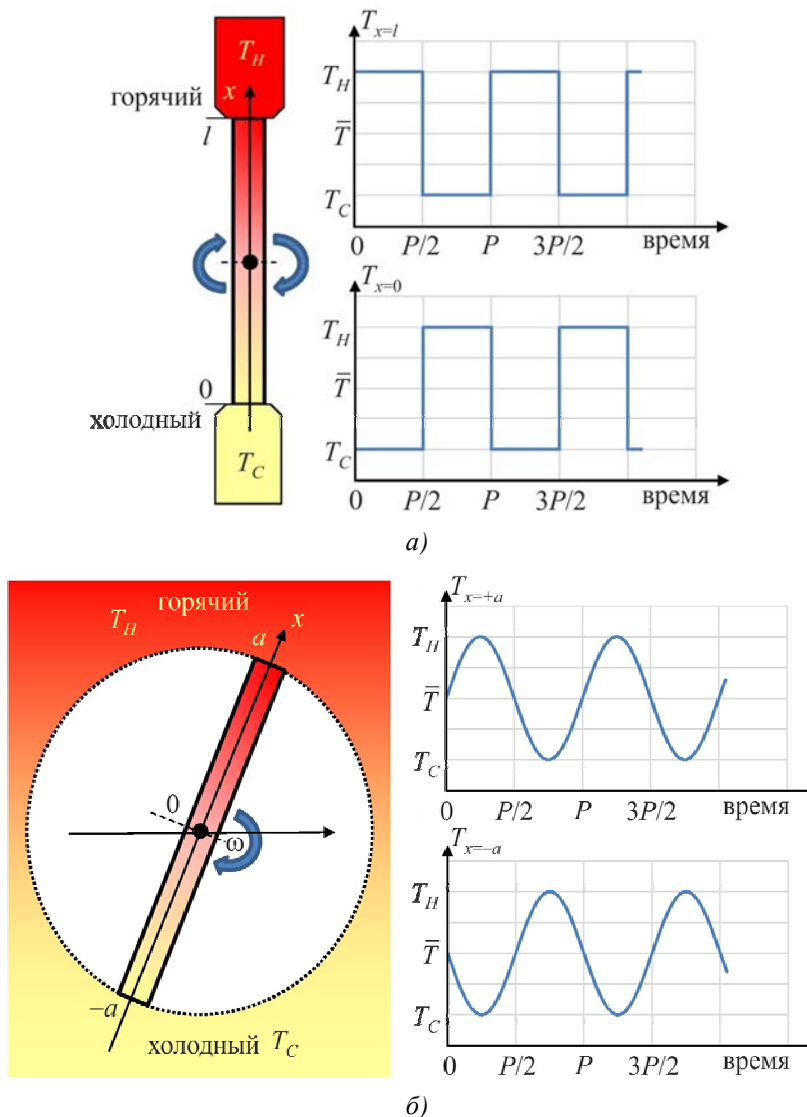 T_H
x
горячий
l
0
холодный
T_C
T_{x=l}
T_H
T̄
T_C
0 P/2 P 3P/2 время
T_{x=0}
T_H
T̄
T_C
0 P/2 P 3P/2 время
а)
T_H горячий
x
a
0
ω
−a
холодный T_C
T_{x=+a}
T_H
T̄
T_C
0 P/2 P 3P/2 время
T_{x=−a}
T_H
T̄
T_C
0 P/2 P 3P/2 время
б)